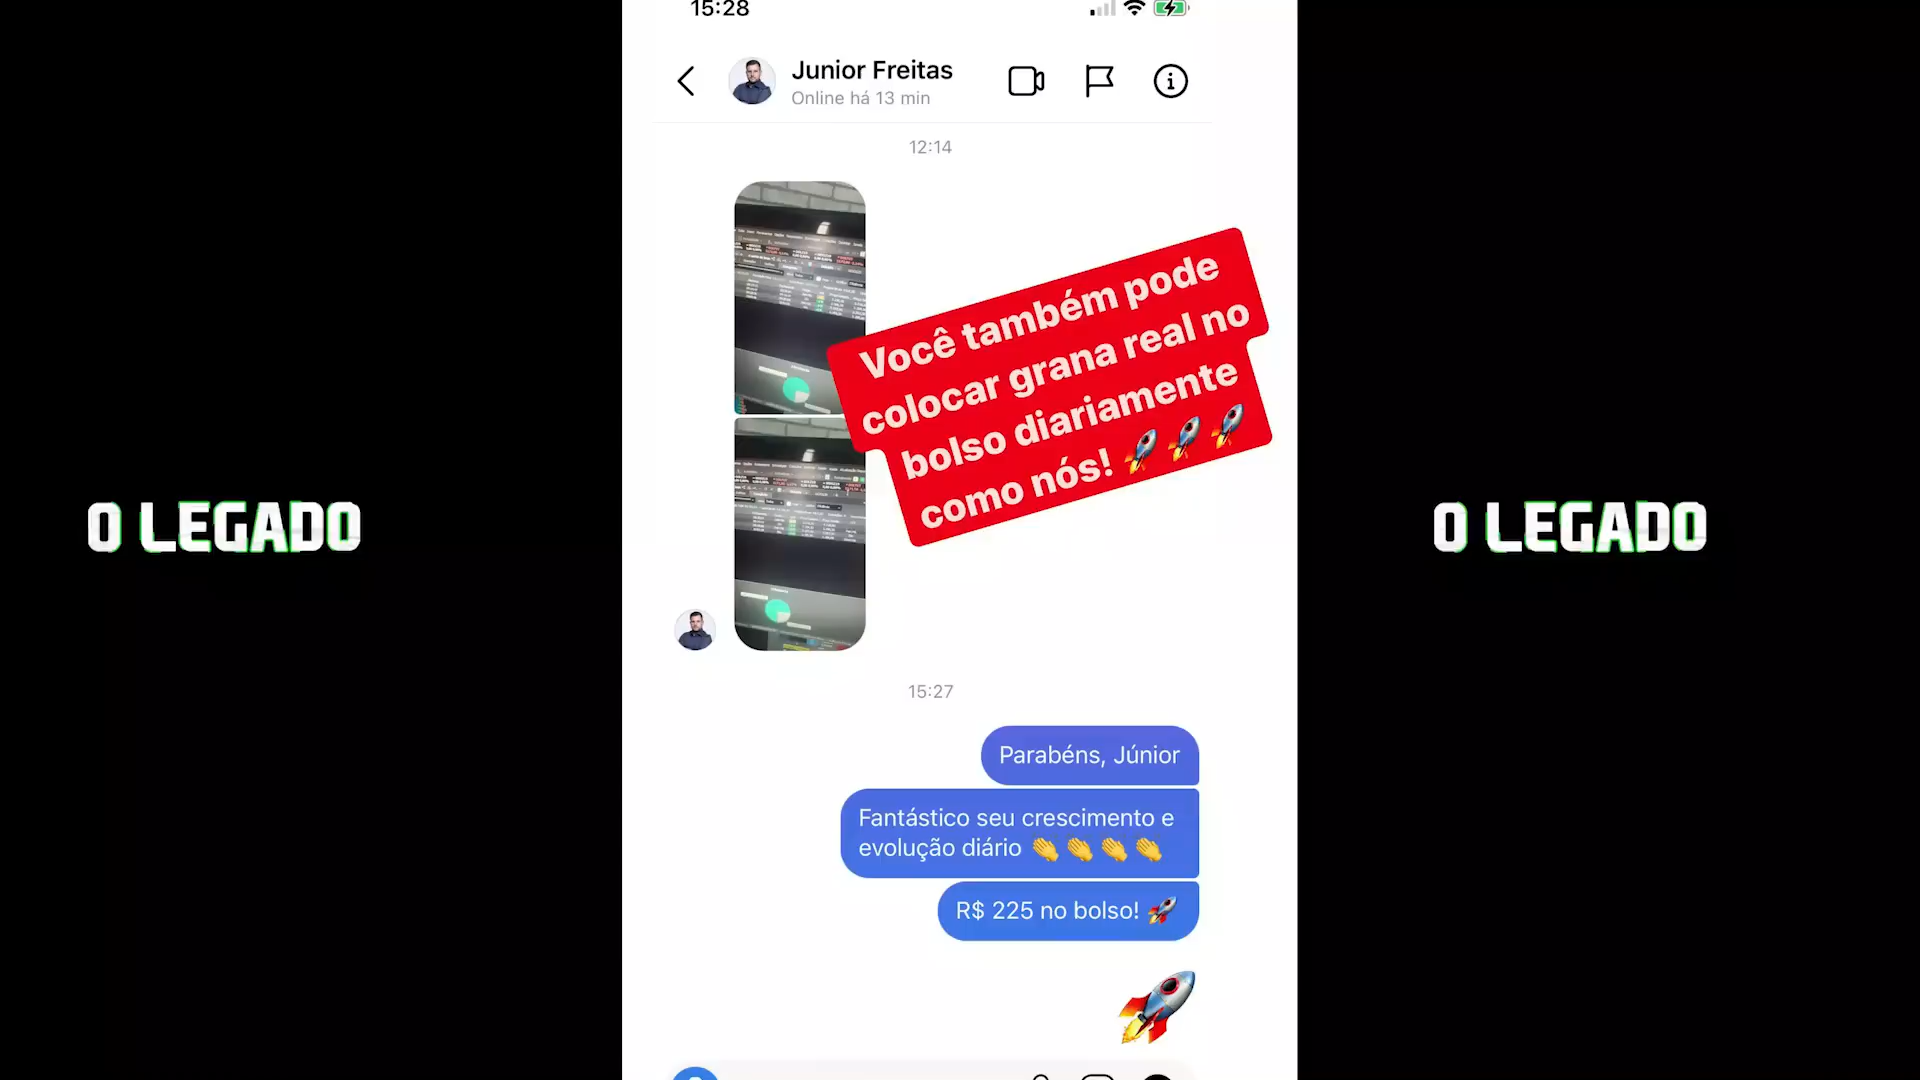 15:28
Junior Freitas
Online há 13 min
12:14
Você também pode
colocar grana real no
bolso diariamente
como nós! 🚀🚀🚀
O LEGADO
O LEGADO
15:27
Parabéns, Júnior
Fantástico seu crescimento e
evolução diário 👏👏👏👏
R$ 225 no bolso! 🚀
🚀